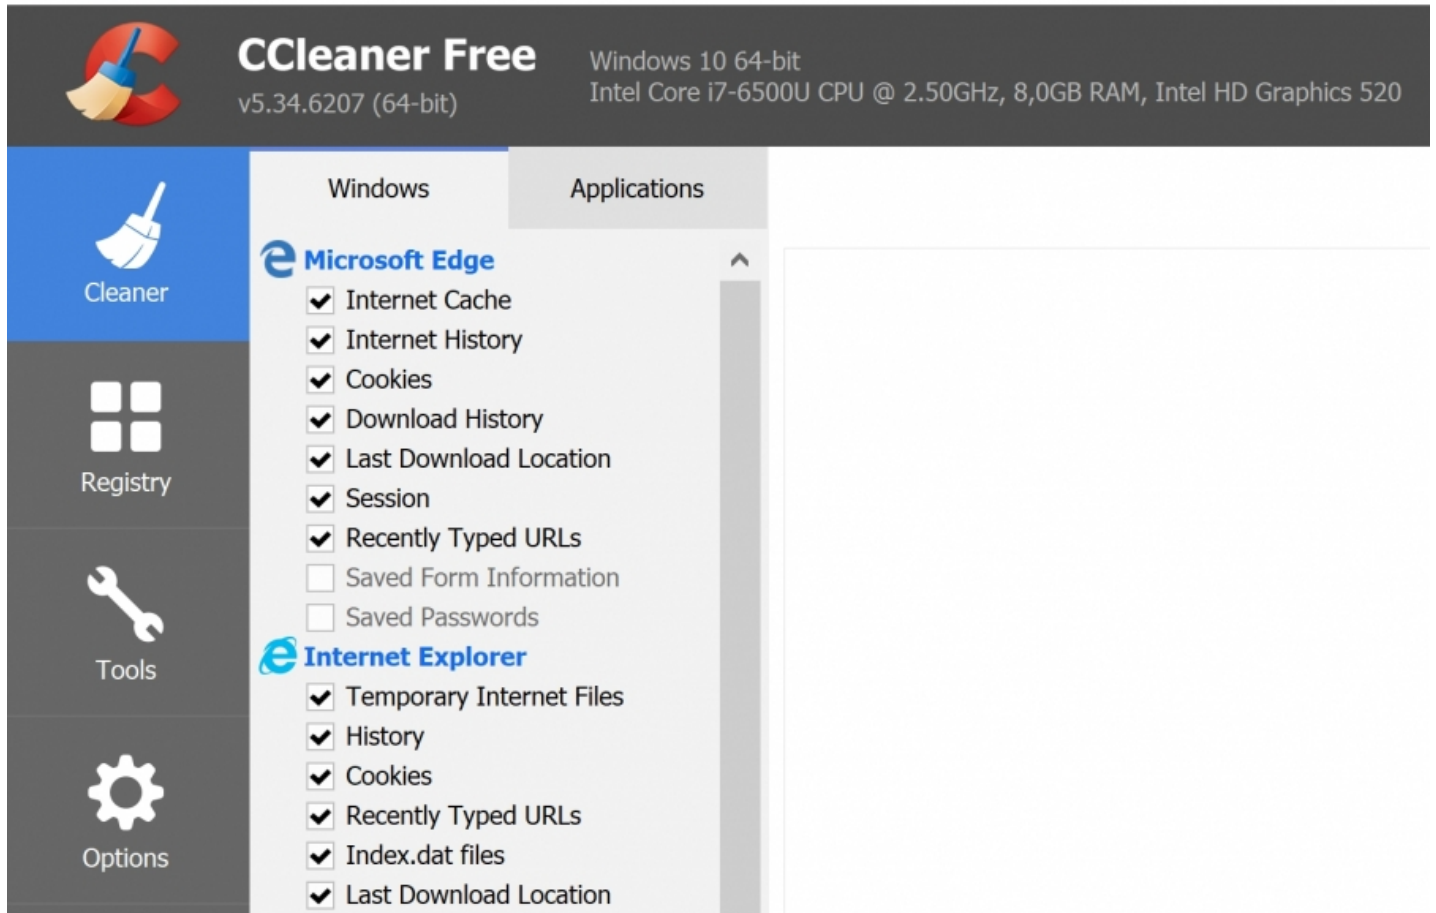 CCleaner Free
v5.34.6207 (64-bit)
Windows 10 64-bit
Intel Core i7-6500U CPU @ 2.50GHz, 8,0GB RAM, Intel HD Graphics 520
Cleaner
Registry
Tools
Options
Windows
Applications
Microsoft Edge
Internet Cache
Internet History
Cookies
Download History
Last Download Location
Session
Recently Typed URLs
Saved Form Information
Saved Passwords
Internet Explorer
Temporary Internet Files
History
Cookies
Recently Typed URLs
Index.dat files
Last Download Location